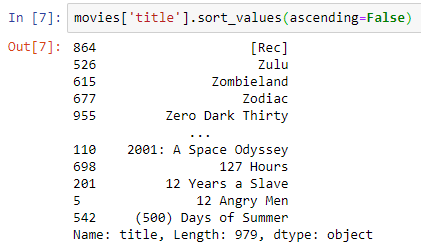 In [7]: movies['title'].sort_values(ascending=False)
Out[7]: 864 [Rec]
526 Zulu
615 Zombieland
677 Zodiac
955 Zero Dark Thirty
...
110 2001: A Space Odyssey
698 127 Hours
201 12 Years a Slave
5 12 Angry Men
542 (500) Days of Summer
Name: title, Length: 979, dtype: object